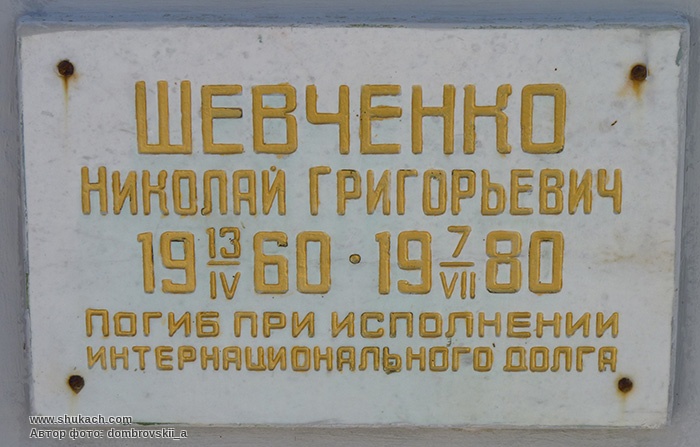 ШЕВЧЕНКО
НИКОЛАЙ ГРИГОРЬЕВИЧ
19 13/IV 60 · 19 7/VII 80
ПОГИБ ПРИ ИСПОЛНЕНИИ
ИНТЕРНАЦИОНАЛЬНОГО ДОЛГА
www.shukach.com
Автор фото: dombrovskii_a